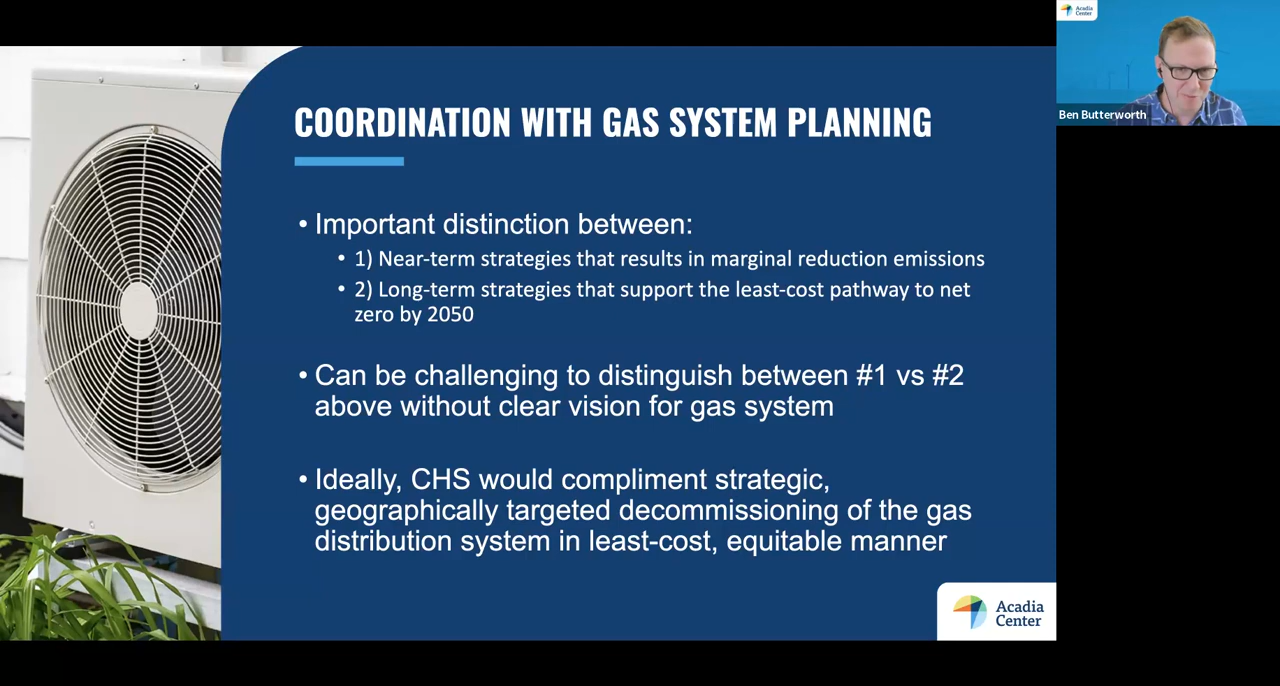 COORDINATION WITH GAS SYSTEM PLANNING
• Important distinction between:
• 1) Near-term strategies that results in marginal reduction emissions
• 2) Long-term strategies that support the least-cost pathway to net
zero by 2050
• Can be challenging to distinguish between #1 vs #2
above without clear vision for gas system
• Ideally, CHS would compliment strategic,
geographically targeted decommissioning of the gas
distribution system in least-cost, equitable manner
Acadia
Center
Acadia
Center
Ben Butterworth